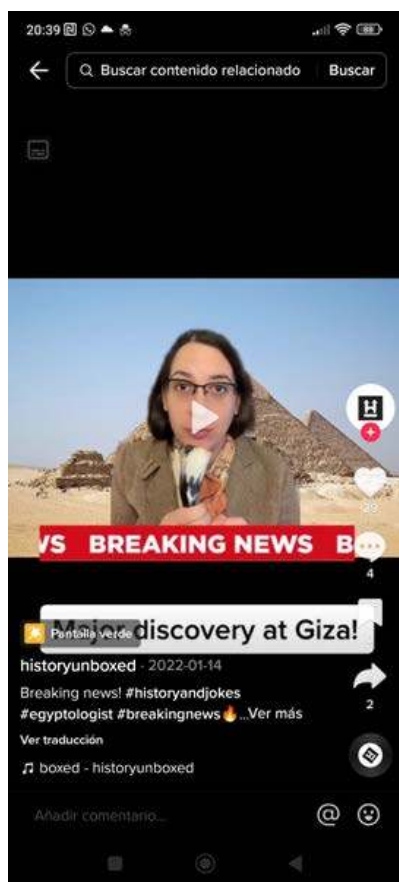 20:39
Buscar contenido relacionado Buscar
VS BREAKING NEWS B
29
4
Major discovery at Giza!
Pantalla verde
historyunboxed · 2022-01-14
Breaking news! #historyandjokes
#egyptologist #breakingnews🔥...Ver más
2
Ver traducción
boxed - historyunboxed
Añadir comentario...